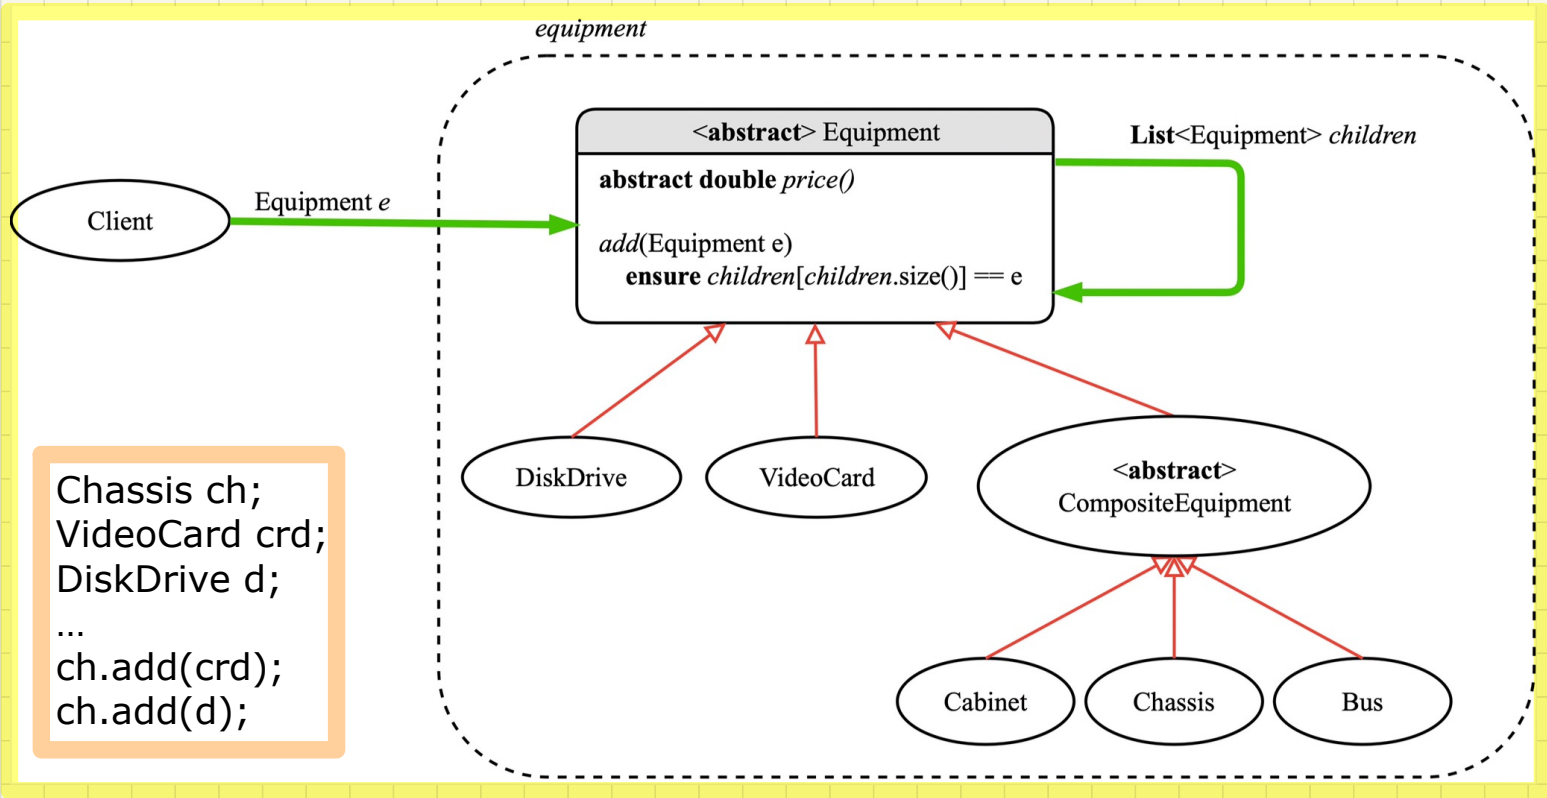 equipment
<abstract> Equipment
List<Equipment> children
abstract double price()
Equipment e
Client
add(Equipment e)
ensure children[children.size()] == e
DiskDrive
VideoCard
<abstract>
CompositeEquipment
Chassis ch;
VideoCard crd;
DiskDrive d;
...
ch.add(crd);
ch.add(d);
Cabinet
Chassis
Bus